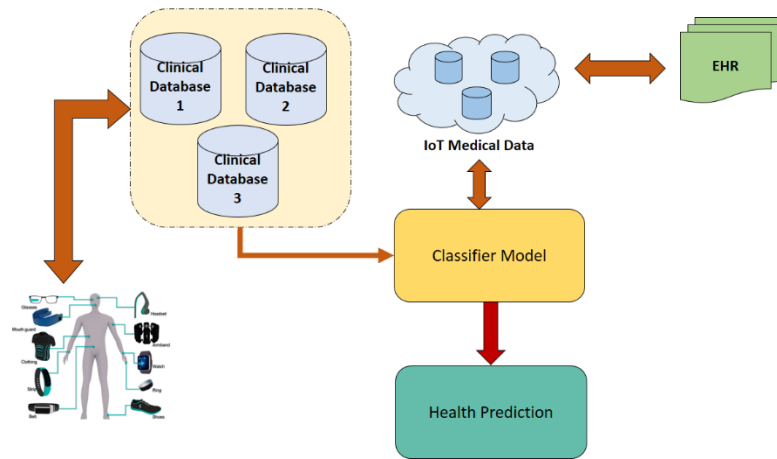 Clinical
Database
1
Clinical
Database
2
Clinical
Database
3
IoT Medical Data
EHR
Classifier Model
Health Prediction
Glasses
Headset
Mouth guard
Armband
Clothing
Watch
Ring
Belt
Shoes